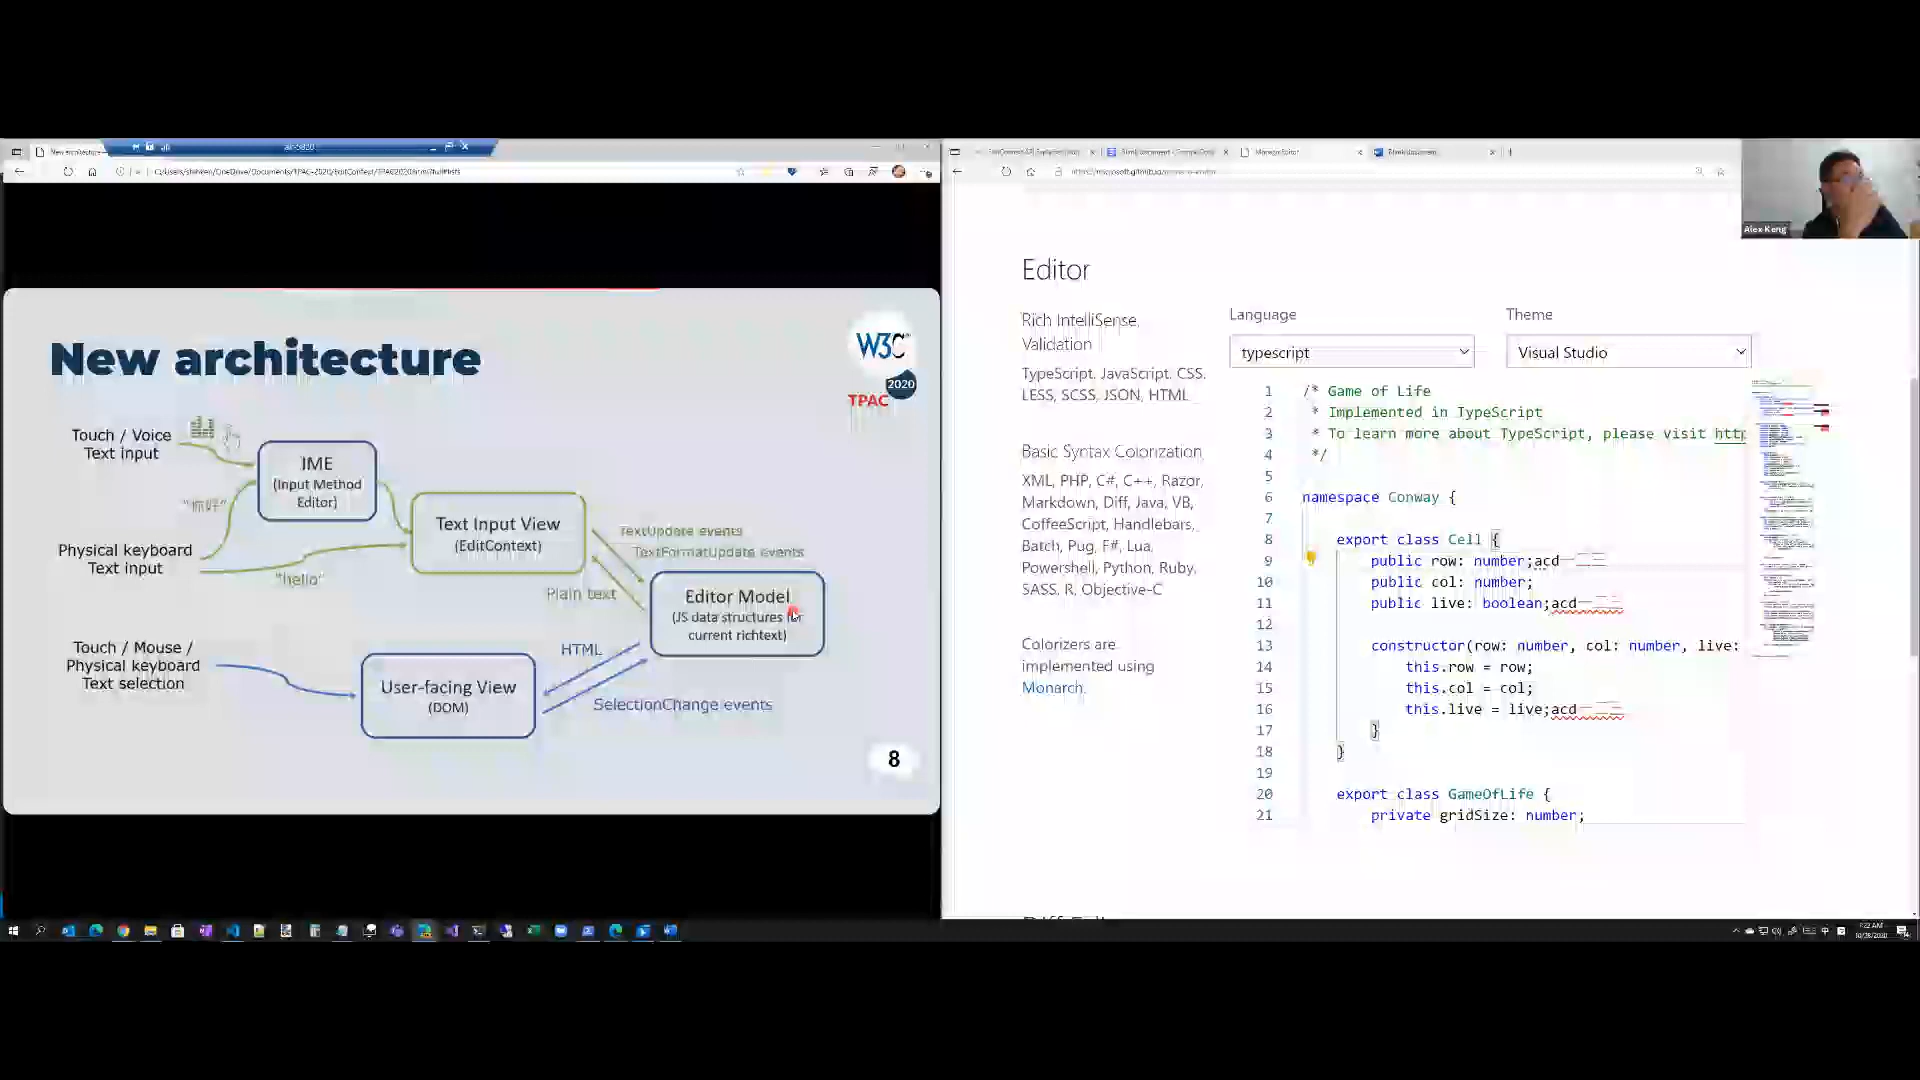 New architecture
W3C
2020
TPAC
Touch / Voice
Text input
IME
(Input Method
Editor)
Physical keyboard
Text input
"hello"
Text Input View
(EditContext)
TextUpdate events
TextFormatUpdate events
Plain text
Editor Model
(JS data structures for
current richtext)
HTML
SelectionChange events
Touch / Mouse /
Physical keyboard
Text selection
User-facing View
(DOM)
8
Alex Keng
Editor
Rich IntelliSense,
Validation
TypeScript, JavaScript, CSS,
LESS, SCSS, JSON, HTML
Basic Syntax Colorization
XML, PHP, C#, C++, Razor,
Markdown, Diff, Java, VB,
CoffeeScript, Handlebars,
Batch, Pug, F#, Lua,
Powershell, Python, Ruby,
SASS, R, Objective-C
Colorizers are
implemented using
Monarch.
Language
typescript
Theme
Visual Studio
1 /* Game of Life
2 * Implemented in TypeScript
3 * To learn more about TypeScript, please visit http
4 */
5
6 namespace Conway {
7
8 export class Cell {
9 public row: number;acd
10 public col: number;
11 public live: boolean;acd
12
13 constructor(row: number, col: number, live:
14 this.row = row;
15 this.col = col;
16 this.live = live;acd
17 }
18 }
19
20 export class GameOfLife {
21 private gridSize: number;